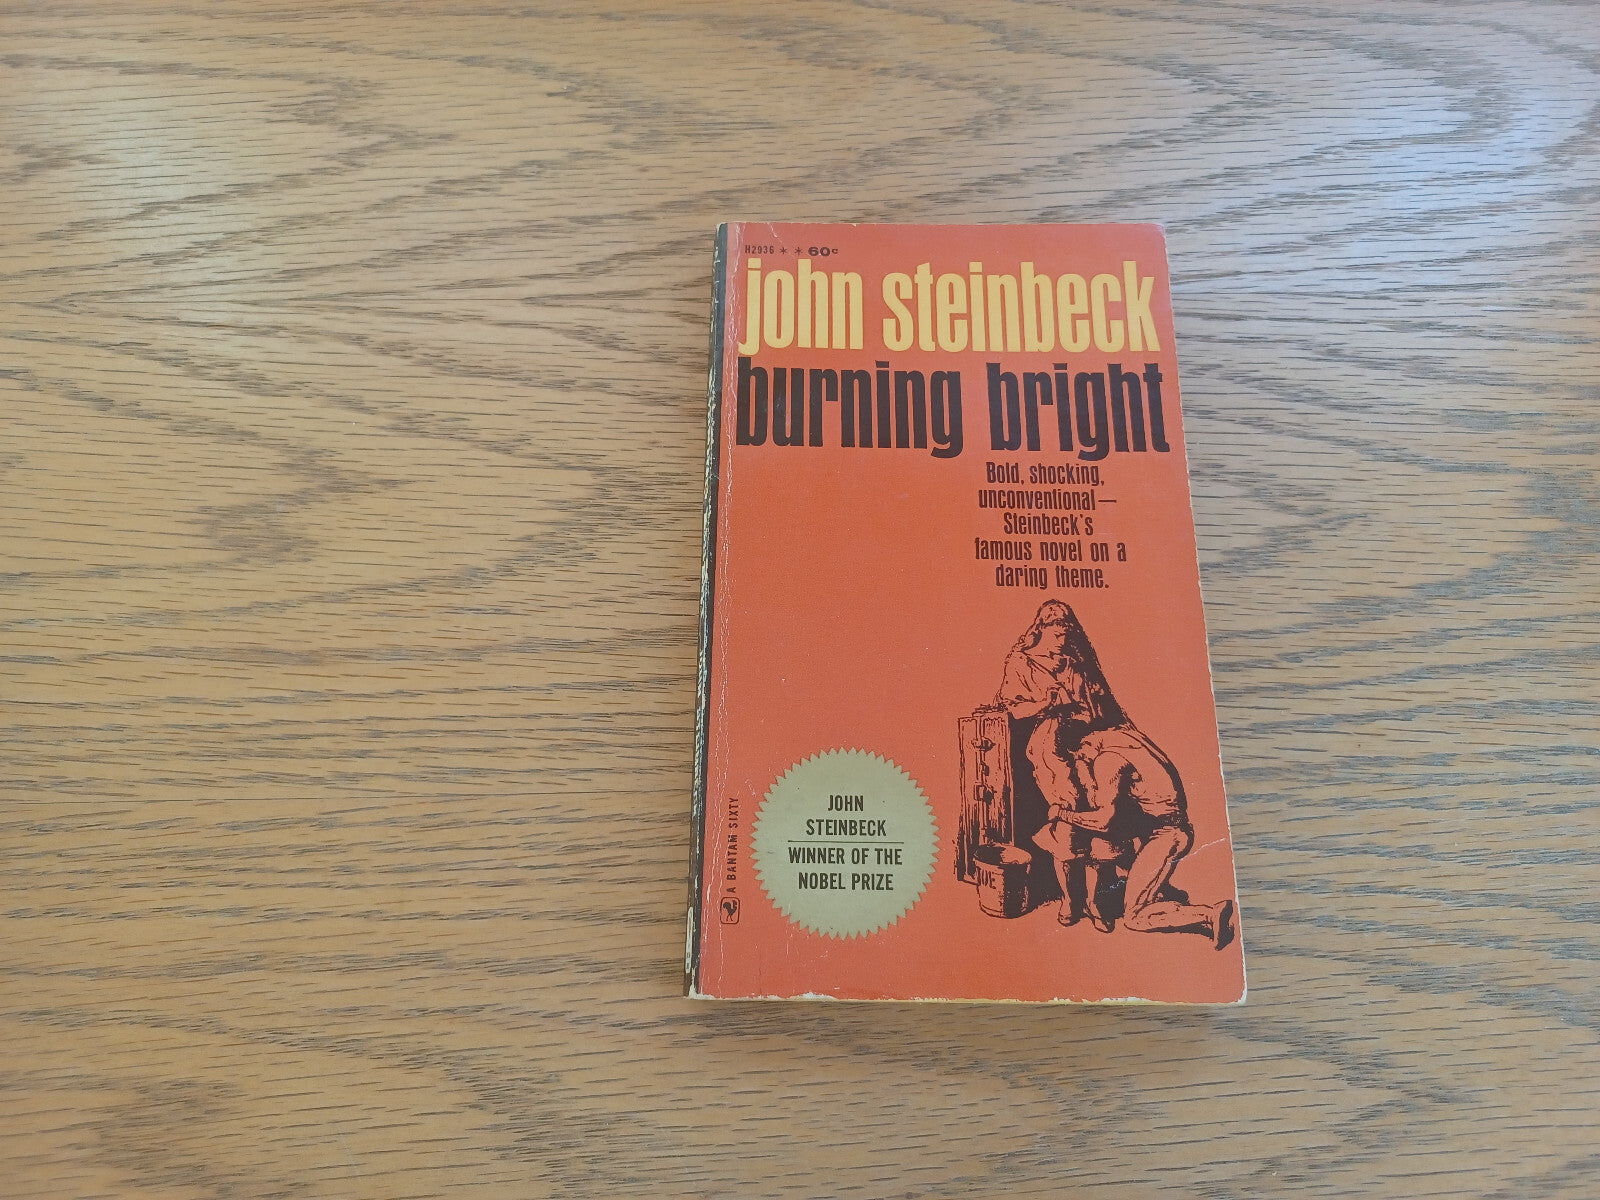 H2936 * * 60¢
john steinbeck
burning bright
Bold, shocking,
unconventional—
Steinbeck's
famous novel on a
daring theme.
JOHN
STEINBECK
WINNER OF THE
NOBEL PRIZE
A BANTAM SIXTY